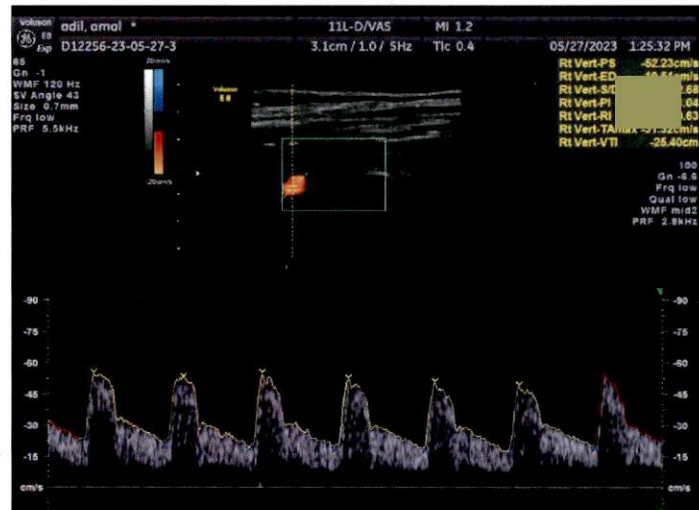 Voluson
E8
Exp
adil, amal *
11L-D/VAS
MI 1.2
D12256-23-05-27-3
3.1cm / 1.0 / 5Hz
TIc 0.4
05/27/2023 1:25:32 PM
Gn -1
WMF 120 Hz
SV Angle 43
Size 0.7mm
Frq low
PRF 5.5kHz
20cm/s
-20cm/s
Voluson
E8
Rt Vert-PS -52.23cm/s
Rt Vert-ED
Rt Vert-S/D
Rt Vert-PI
Rt Vert-RI
Rt Vert-TAmax
Rt Vert-VTI -25.40cm
100
Gn -6.6
Frq low
Qual low
WMF mid2
PRF 2.8kHz
-90 -90
-75 -75
-60 -60
-45 -45
-30 -30
-15 -15
cm/s cm/s